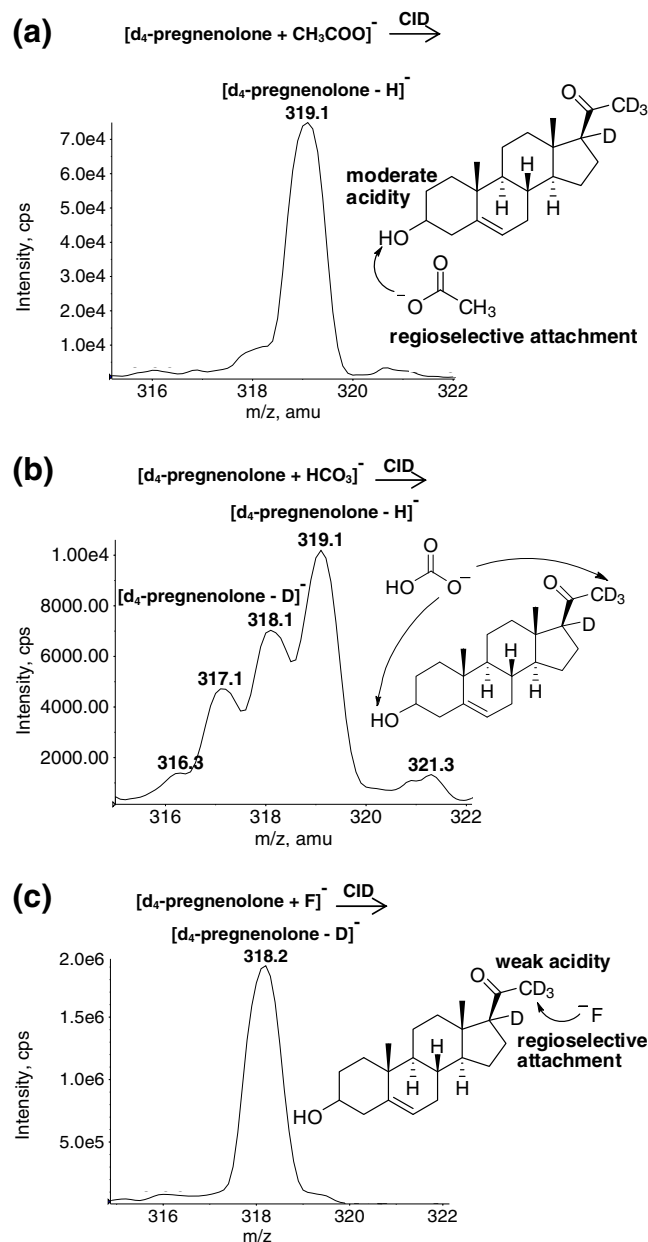 (a)
[d₄-pregnenolone + CH₃COO]⁻ CID
[d₄-pregnenolone - H]⁻
319.1
7.0e4
6.0e4
5.0e4
4.0e4
3.0e4
2.0e4
1.0e4
Intensity, cps
316 318 320 322
m/z, amu
O
CD₃
D
H
H
H
moderate
acidity
HO
O
⁻O CH₃
regioselective attachment
(b)
[d₄-pregnenolone + HCO₃]⁻ CID
[d₄-pregnenolone - H]⁻
319.1
[d₄-pregnenolone - D]⁻
318.1
317.1
316.3
321.3
1.00e4
8000.00
6000.00
4000.00
2000.00
Intensity, cps
316 318 320 322
m/z, amu
O
HO O⁻
O
CD₃
D
H
H
H
HO
(c)
[d₄-pregnenolone + F]⁻ CID
[d₄-pregnenolone - D]⁻
318.2
2.0e6
1.5e6
1.0e6
5.0e5
Intensity, cps
316 318 320 322
m/z
weak acidity
O
CD₃
D
⁻F
regioselective
attachment
H
H
H
HO